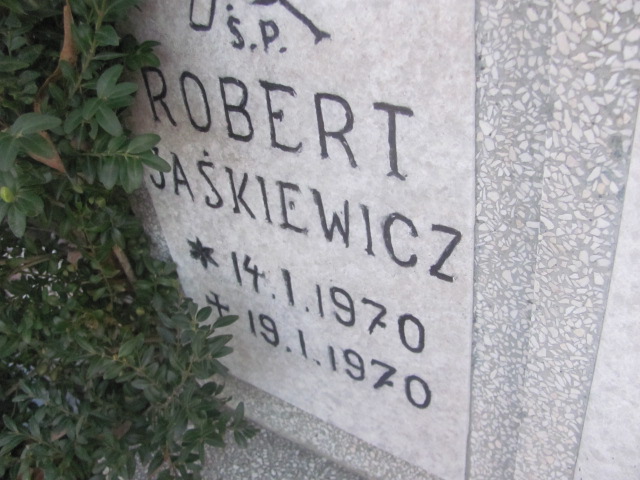 Ś.P.
ROBERT
JAŚKIEWICZ
* 14.1.1970
+ 19.1.1970